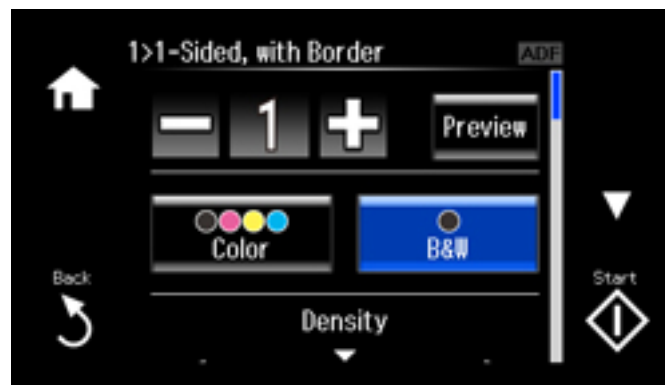 1>1-Sided, with Border ADF
1 Preview
Color B&W
Back Start
Density